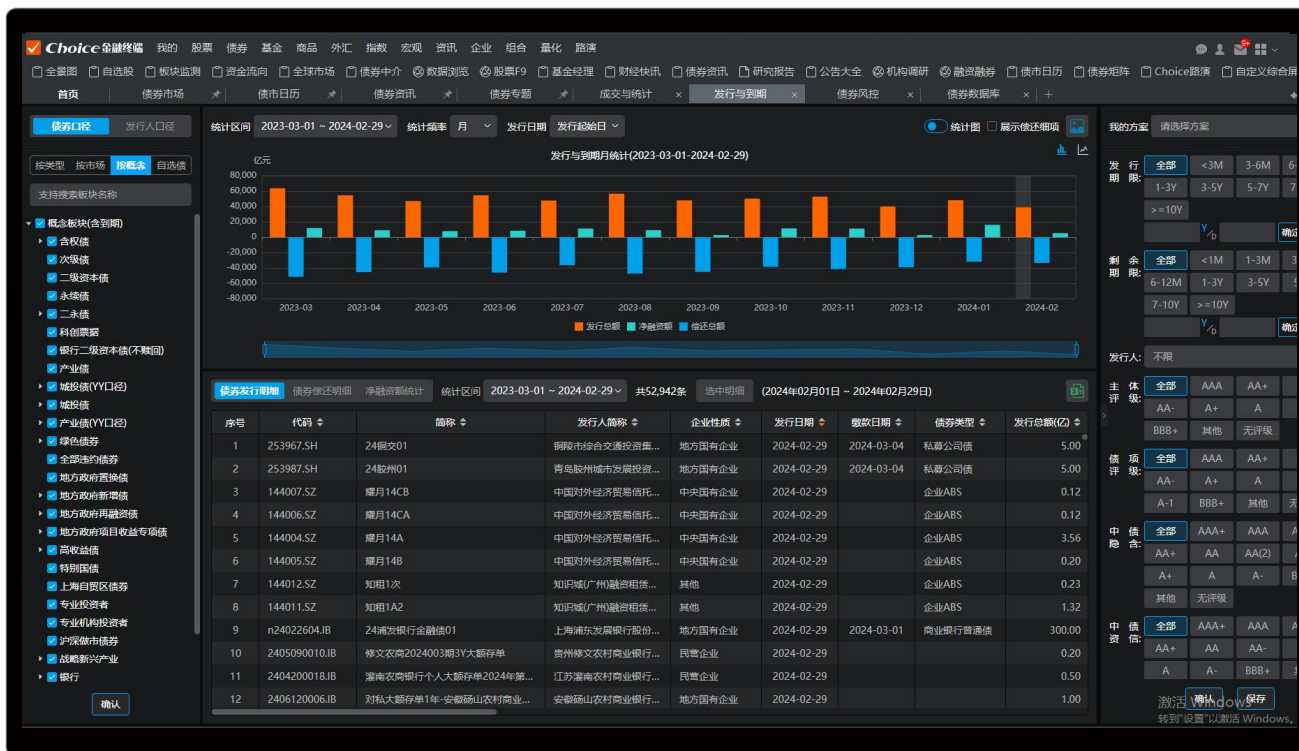 Choice金融终端 我的 股票 债券 基金 商品 外汇 指数 宏观 资讯 企业 组合 量化 路演
9+
全景图 自选股 板块监测 资金流向 全球市场 债券中介 数据浏览 股票F9 基金经理 财经快讯 债券资讯 研究报告 公告大全 机构调研 融资融券 债市日历 债券矩阵 Choice路演 自定义综合屏
首页 债券市场 债市日历 债券资讯 债券专题 成交与统计 × 发行与到期 × 债券风控 × 债券数据库 × +
债券口径 发行人口径
按类型 按市场 按概念 自选债
支持搜索板块名称
概念板块(含到期)
含权债
次级债
二级资本债
永续债
二永债
科创票据
银行二级资本债(不赎回)
产业债
城投债(YY口径)
城投债
产业债(YY口径)
绿色债券
全部违约债券
地方政府置换债
地方政府新增债
地方政府再融资债
地方政府项目收益专项债
高收益债
特别国债
上海自贸区债券
专业投资者
专业机构投资者
沪深做市债券
战略新兴产业
银行
确认
统计区间 2023-03-01 ~ 2024-02-29 统计频率 月 发行日期 发行起始日 统计图 展示偿还细项
发行与到期月统计(2023-03-01-2024-02-29)
亿元
80,000
60,000
40,000
20,000
0
-20,000
-40,000
-60,000
-80,000
2023-03 2023-04 2023-05 2023-06 2023-07 2023-08 2023-09 2023-10 2023-11 2023-12 2024-01 2024-02
发行总额 净融资额 偿还总额
债券发行明细 债券偿还明细 净融资额统计 统计区间 2023-03-01 ~ 2024-02-29 共52,942条 选中明细 (2024年02月01日 ~ 2024年02月29日)
序号 代码 简称 发行人简称 企业性质 发行日期 缴款日期 债券类型 发行总额(亿)
1 253967.SH 24铜交01 铜陵市综合交通投资集... 地方国有企业 2024-02-29 2024-03-04 私募公司债 5.00
2 253987.SH 24胶州01 青岛胶州城市发展投资... 地方国有企业 2024-02-29 2024-03-04 私募公司债 5.00
3 144007.SZ 耀月14CB 中国对外经济贸易信托... 中央国有企业 2024-02-29 企业ABS 0.12
4 144006.SZ 耀月14CA 中国对外经济贸易信托... 中央国有企业 2024-02-29 企业ABS 0.12
5 144004.SZ 耀月14A 中国对外经济贸易信托... 中央国有企业 2024-02-29 企业ABS 3.56
6 144005.SZ 耀月14B 中国对外经济贸易信托... 中央国有企业 2024-02-29 企业ABS 0.20
7 144012.SZ 知租1次 知识城(广州)融资租赁... 其他 2024-02-29 企业ABS 0.23
8 144011.SZ 知租1A2 知识城(广州)融资租赁... 其他 2024-02-29 企业ABS 1.32
9 n24022604.IB 24浦发银行金融债01 上海浦东发展银行股份... 地方国有企业 2024-02-29 2024-03-01 商业银行普通债 300.00
10 2405090010.IB 修文农商2024003期3Y大额存单 贵州修文农村商业银行... 民营企业 2024-02-29 0.20
11 2404200018.IB 灌南农商银行个人大额存单2024年第... 江苏灌南农村商业银行... 民营企业 2024-02-29 0.50
12 2406120006.IB 对私大额存单1年-安徽砀山农村商业... 安徽砀山农村商业银行... 地方国有企业 2024-02-29 1.00
我的方案 请选择方案
发行期限: 全部 <3M 3-6M 6-
1-3Y 3-5Y 5-7Y 7
>=10Y
Y/D 确定
剩余期限: 全部 <1M 1-3M 3
6-12M 1-3Y 3-5Y 5
7-10Y >=10Y
Y/D 确定
发行人: 不限
主体评级: 全部 AAA AA+
AA- A+ A
BBB+ 其他 无评级
债项评级: 全部 AAA AA+
AA- A+ A
A-1 BBB+ 其他 无
中债隐含: 全部 AAA+ AAA A
AA+ AA AA(2)
A+ A A- B
其他 无评级
中债资信: 全部 AAA+ AAA A
AA+ AA AA-
A A- BBB+
确认 保存
激活 Windows
转到"设置"以激活 Windows。